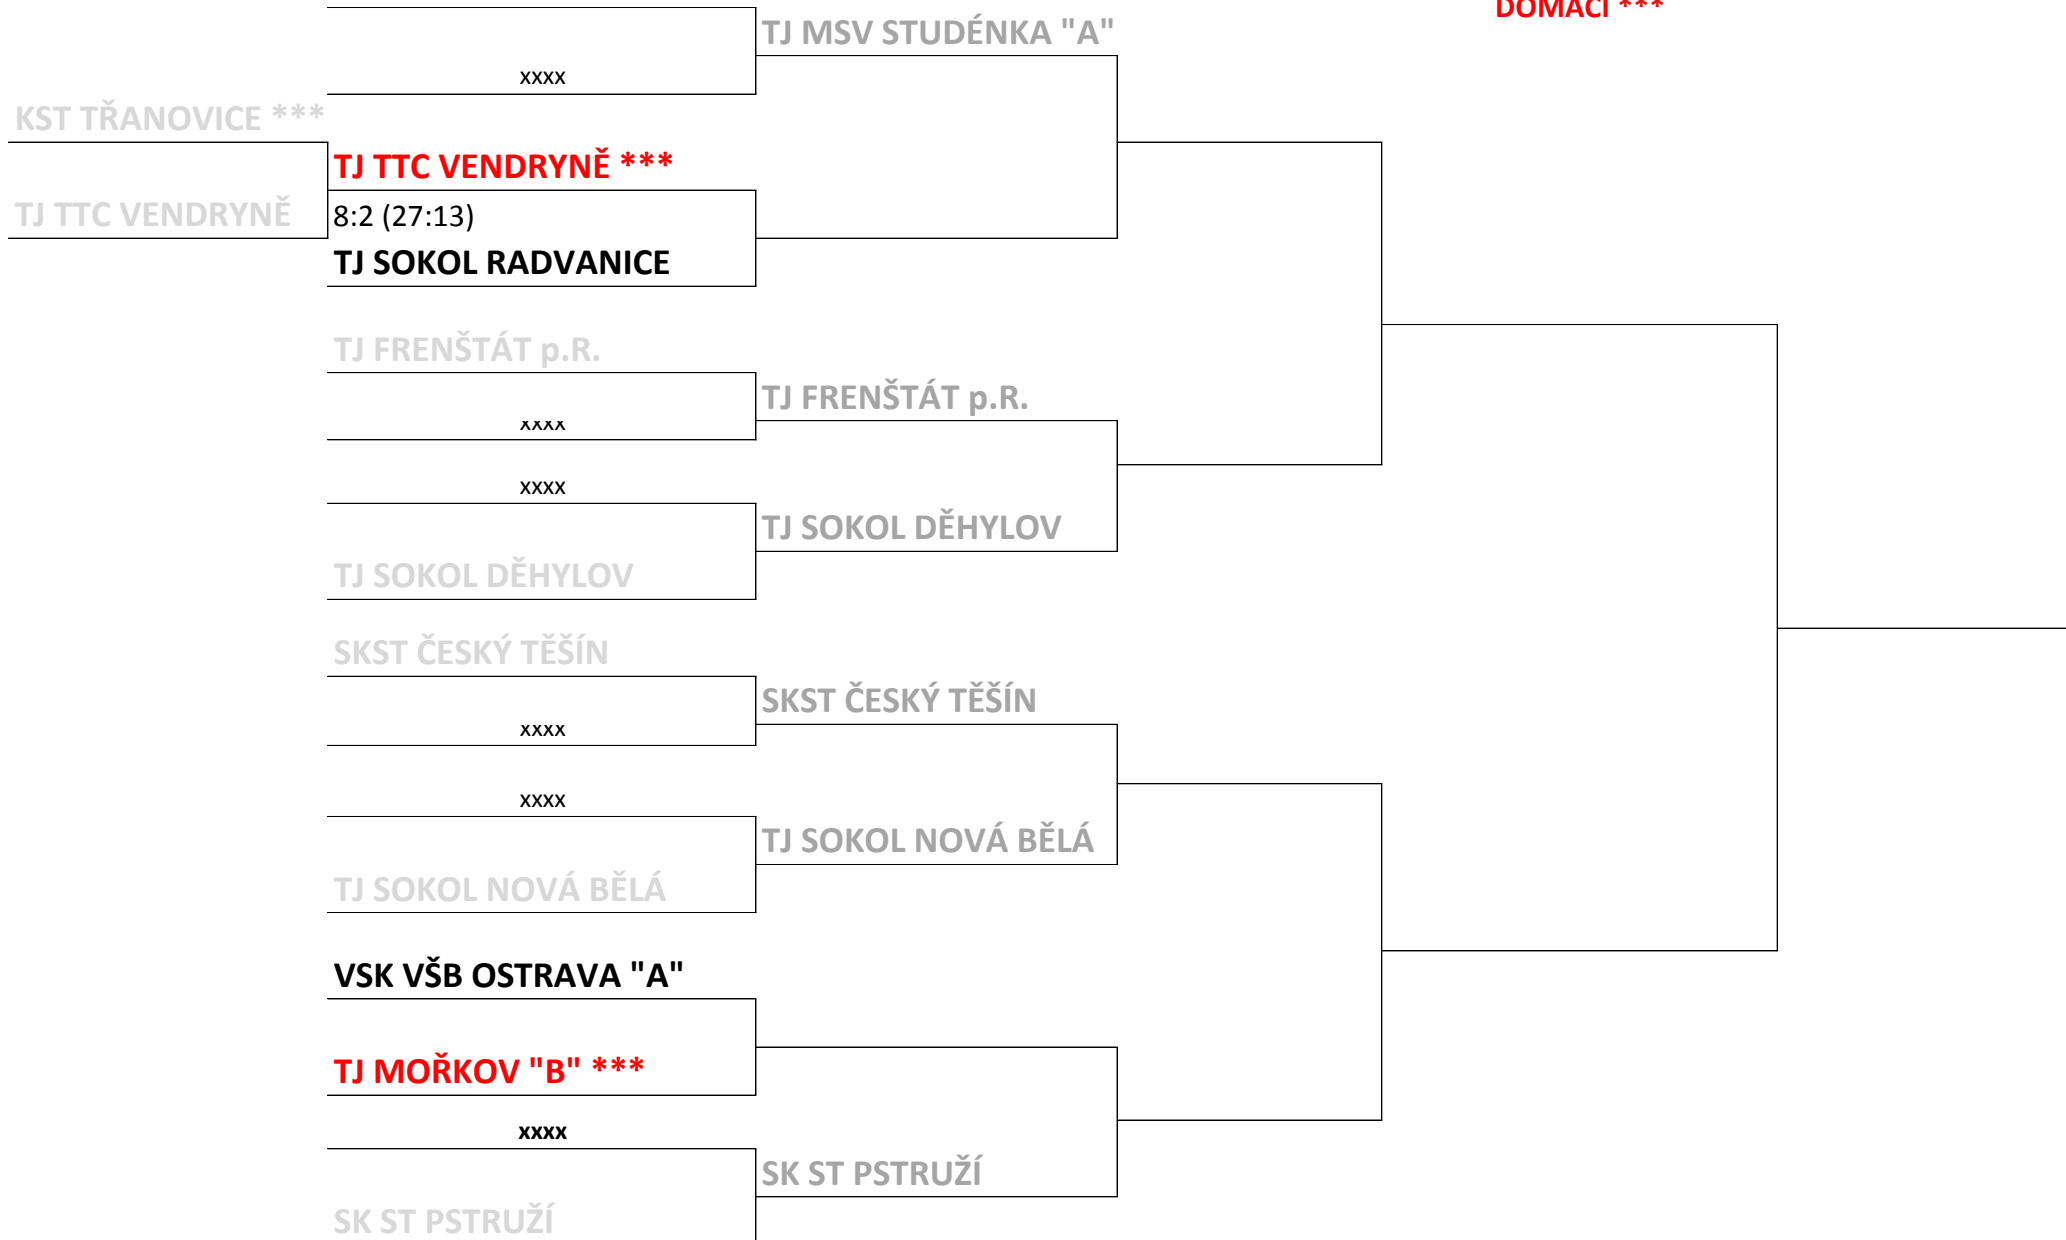 DOMÁCÍ ***
TJ MSV STUDÉNKA "A"
xxxx
KST TŘANOVICE ***
TJ TTC VENDRYNĚ ***
TJ TTC VENDRYNĚ
8:2 (27:13)
TJ SOKOL RADVANICE
TJ FRENŠTÁT p.R.
TJ FRENŠTÁT p.R.
xxxx
xxxx
TJ SOKOL DĚHYLOV
TJ SOKOL DĚHYLOV
SKST ČESKÝ TĚŠÍN
SKST ČESKÝ TĚŠÍN
xxxx
xxxx
TJ SOKOL NOVÁ BĚLÁ
TJ SOKOL NOVÁ BĚLÁ
VSK VŠB OSTRAVA "A"
TJ MOŘKOV "B" ***
xxxx
SK ST PSTRUŽÍ
SK ST PSTRUŽÍ